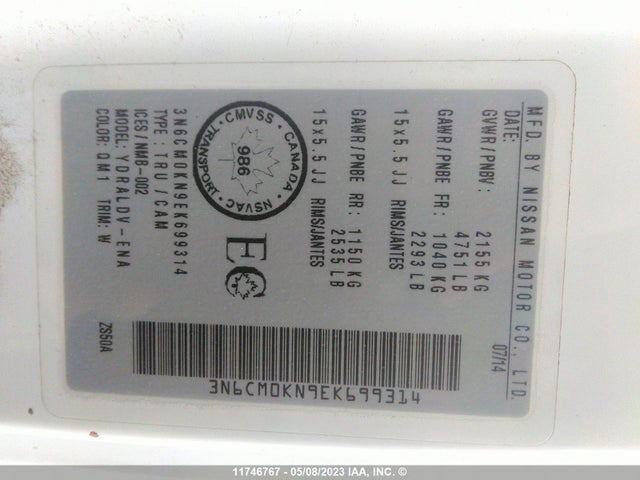 MFD. BY NISSAN MOTOR CO., LTD.
DATE: 07/14
GVWR/PNBV: 2155 KG
4751 LB
GAWR/PNBE FR: 1040 KG
2293 LB
15x5.5 JJ RIMS/JANTES
GAWR/PNBE RR: 1150 KG
2535 LB
15x5.5 JJ RIMS/JANTES
CMVSS · CANADA · NSVAC · TRANSPORT ·
986
EC
3N6CM0KN9EK699314
TYPE: TRU/CAM
ICES/NMB-002
MODEL: YDRALDV-ENA
COLOR: QM1 TRIM: W
ZS50A
3N6CM0KN9EK699314
11746767 - 05/08/2023 IAA, INC. ©